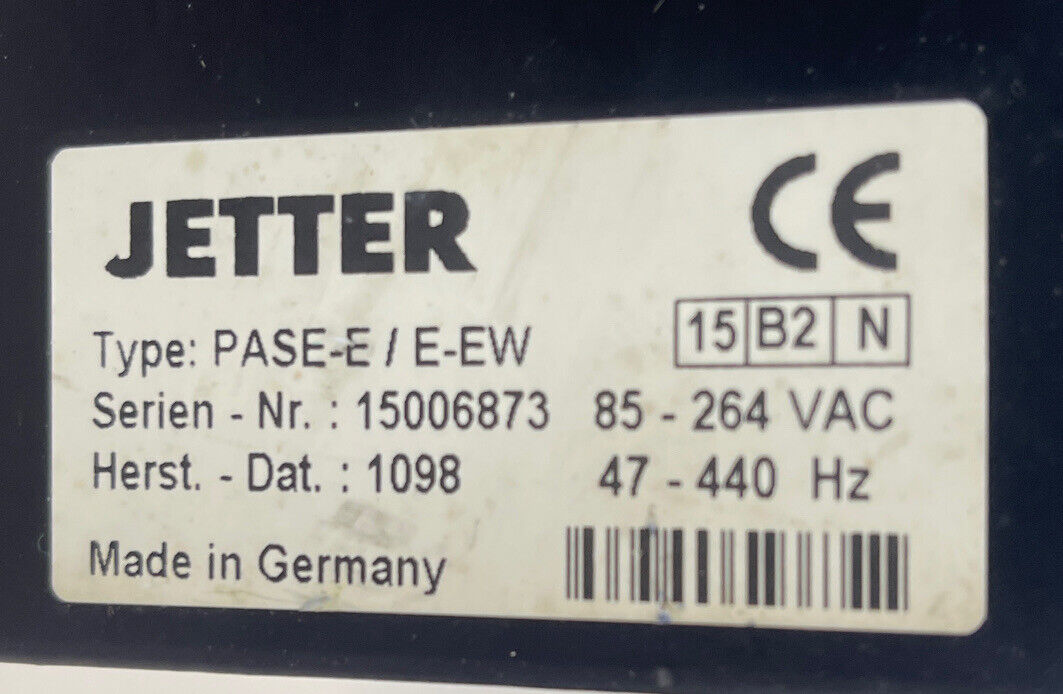 JETTER CE
15 B2 N
Type: PASE-E / E-EW
Serien - Nr. : 15006873 85 - 264 VAC
Herst. - Dat. : 1098 47 - 440 Hz
Made in Germany